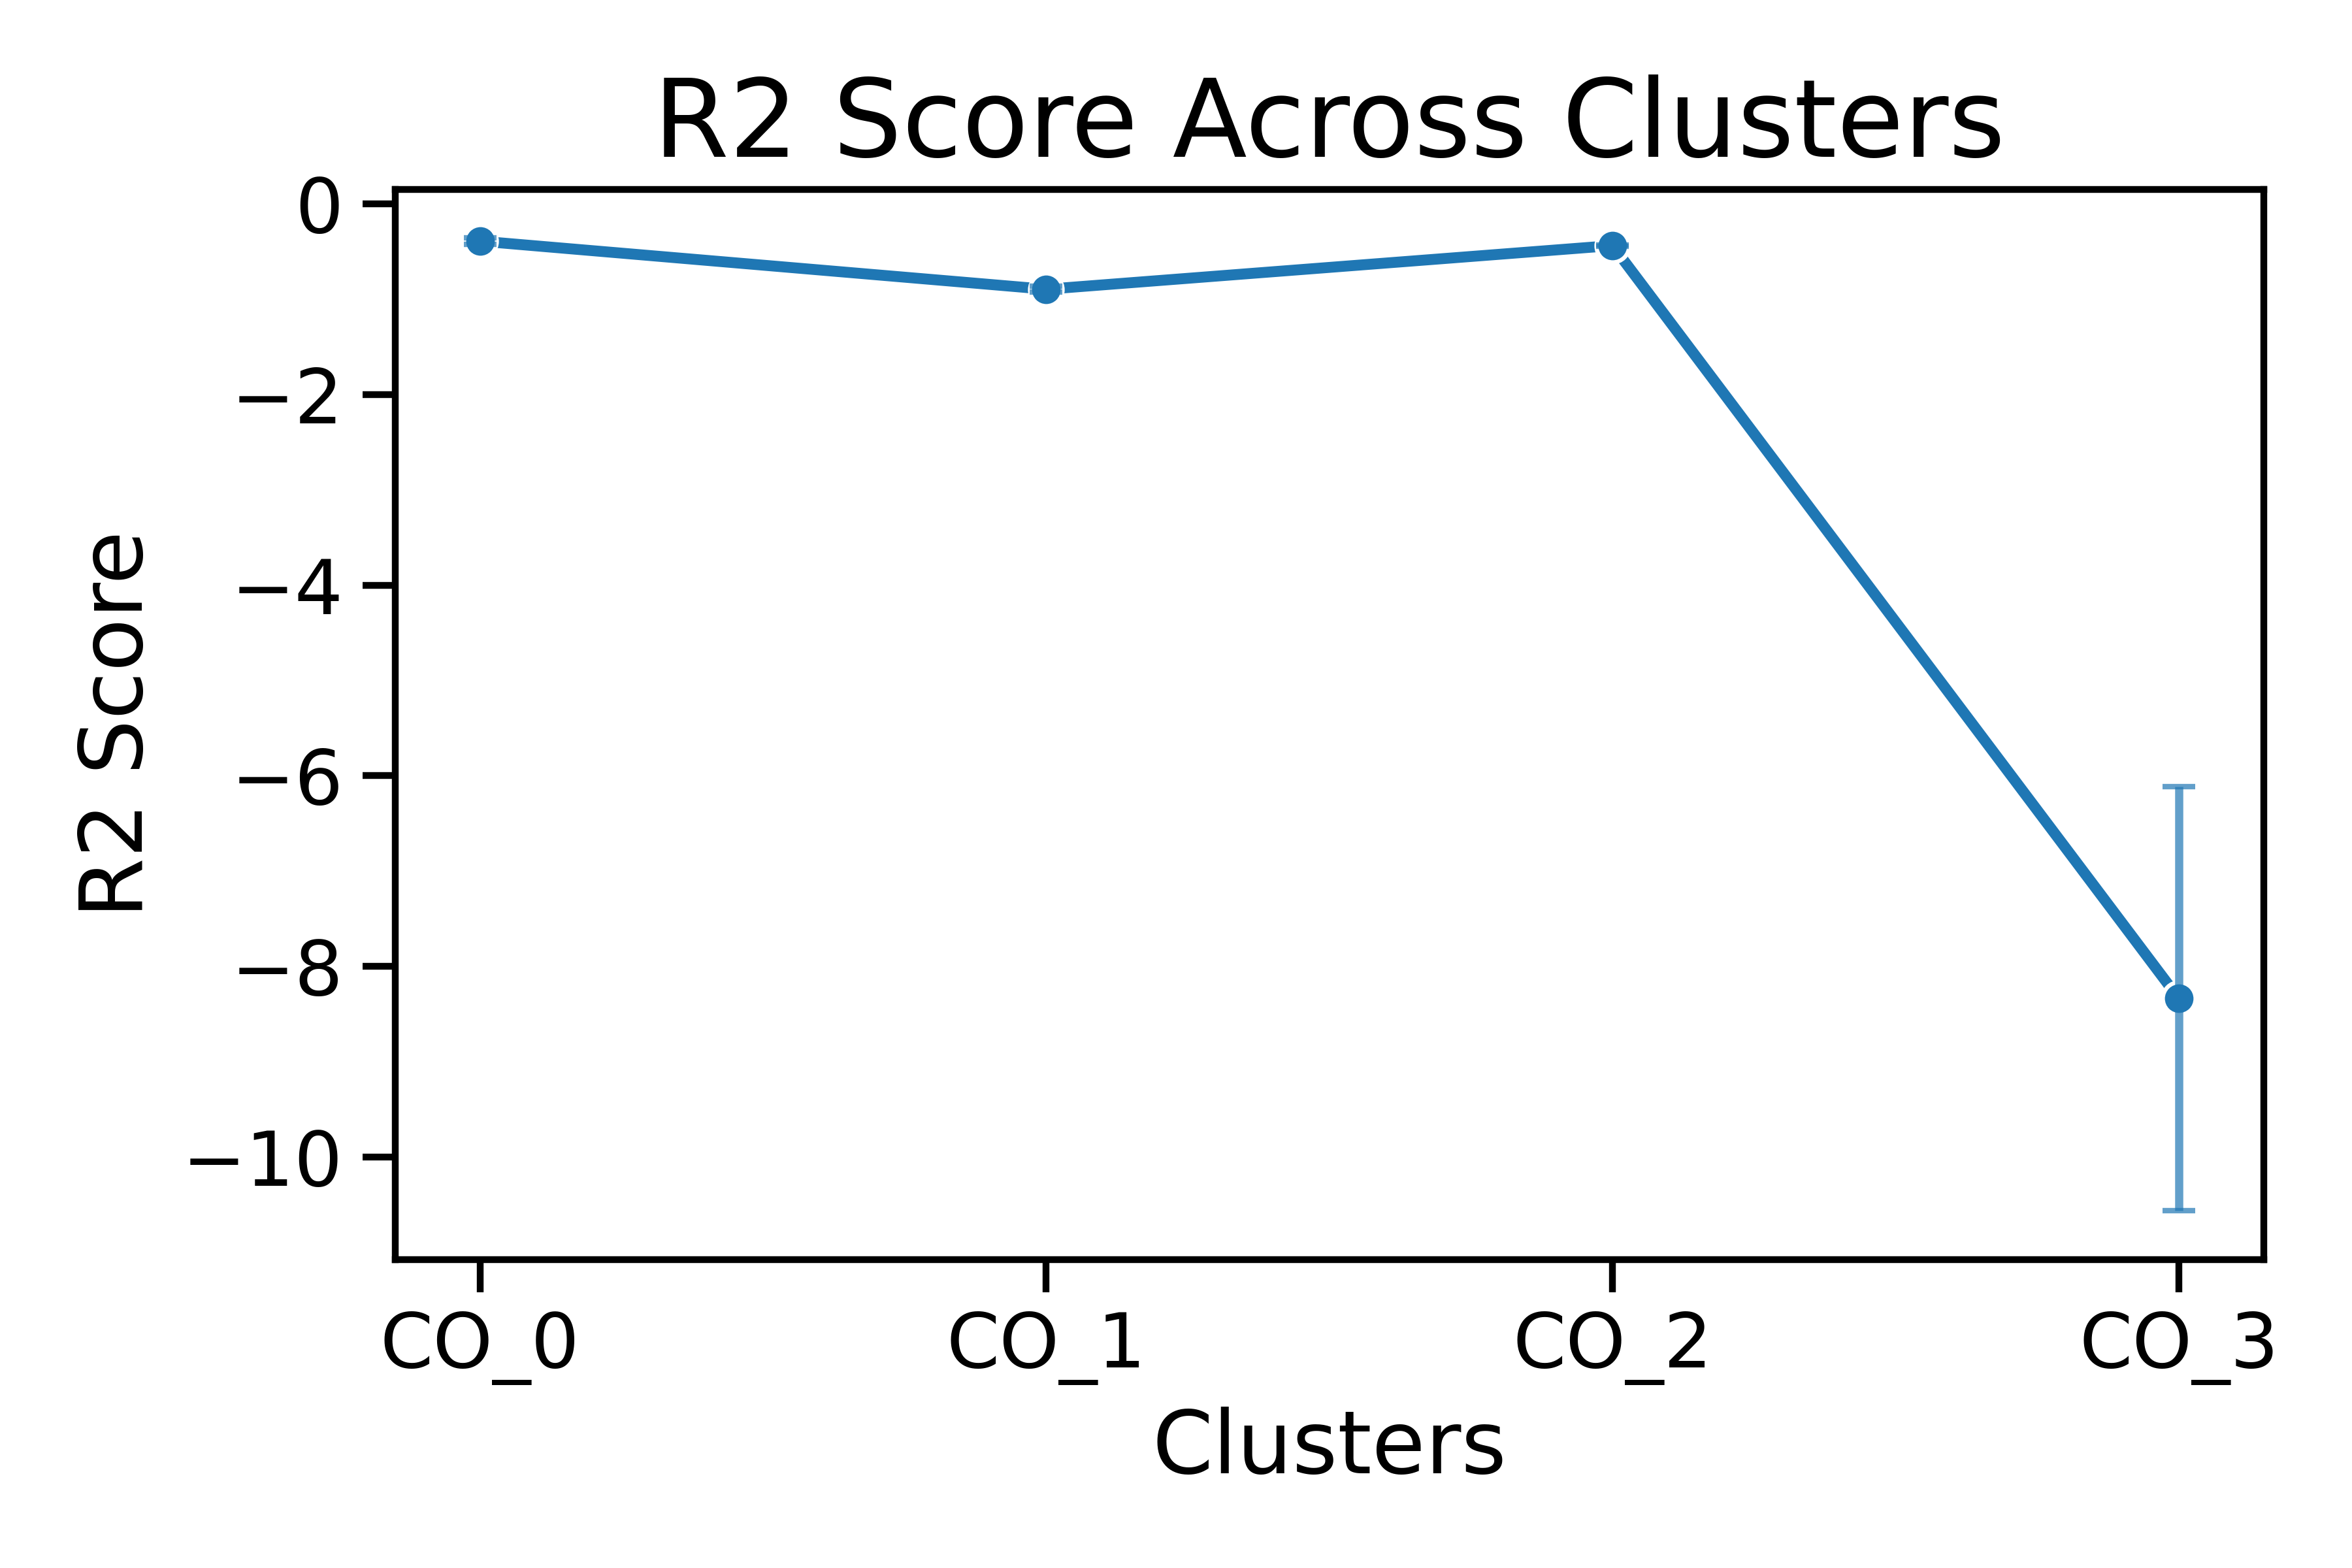 R2 Score Across Clusters
R2 Score
0
−2
−4
−6
−8
−10
CO_0
CO_1
CO_2
CO_3
Clusters